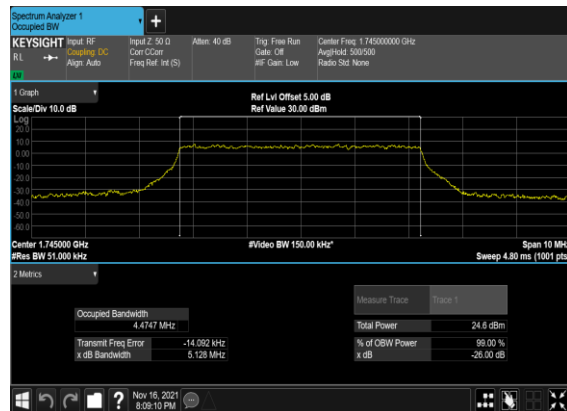 Spectrum Analyzer 1
Occupied BW
+
KEYSIGHT
R L
LW
Input: RF
Coupling: DC
Align: Auto
Input Z: 50 Ω
Corr CCorr
Freq Ref: Int (S)
Atten: 40 dB
Trig: Free Run
Gate: Off
#IF Gain: Low
Center Freq: 1.745000000 GHz
Avg|Hold: 500/500
Radio Std: None
1 Graph
Scale/Div 10.0 dB
Ref Lvl Offset 5.00 dB
Ref Value 30.00 dBm
Log
20.0
10.0
0.00
-10.0
-20.0
-30.0
-40.0
-50.0
-60.0
Center 1.745000 GHz
#Res BW 51.000 kHz
#Video BW 150.00 kHz*
Span 10 MHz
Sweep 4.80 ms (1001 pts
2 Metrics
Occupied Bandwidth
4.4747 MHz
Transmit Freq Error -14.092 kHz
x dB Bandwidth 5.128 MHz
Measure Trace Trace 1
Total Power 24.6 dBm
% of OBW Power 99.00 %
x dB -26.00 dB
?
Nov 16, 2021
8:09:10 PM